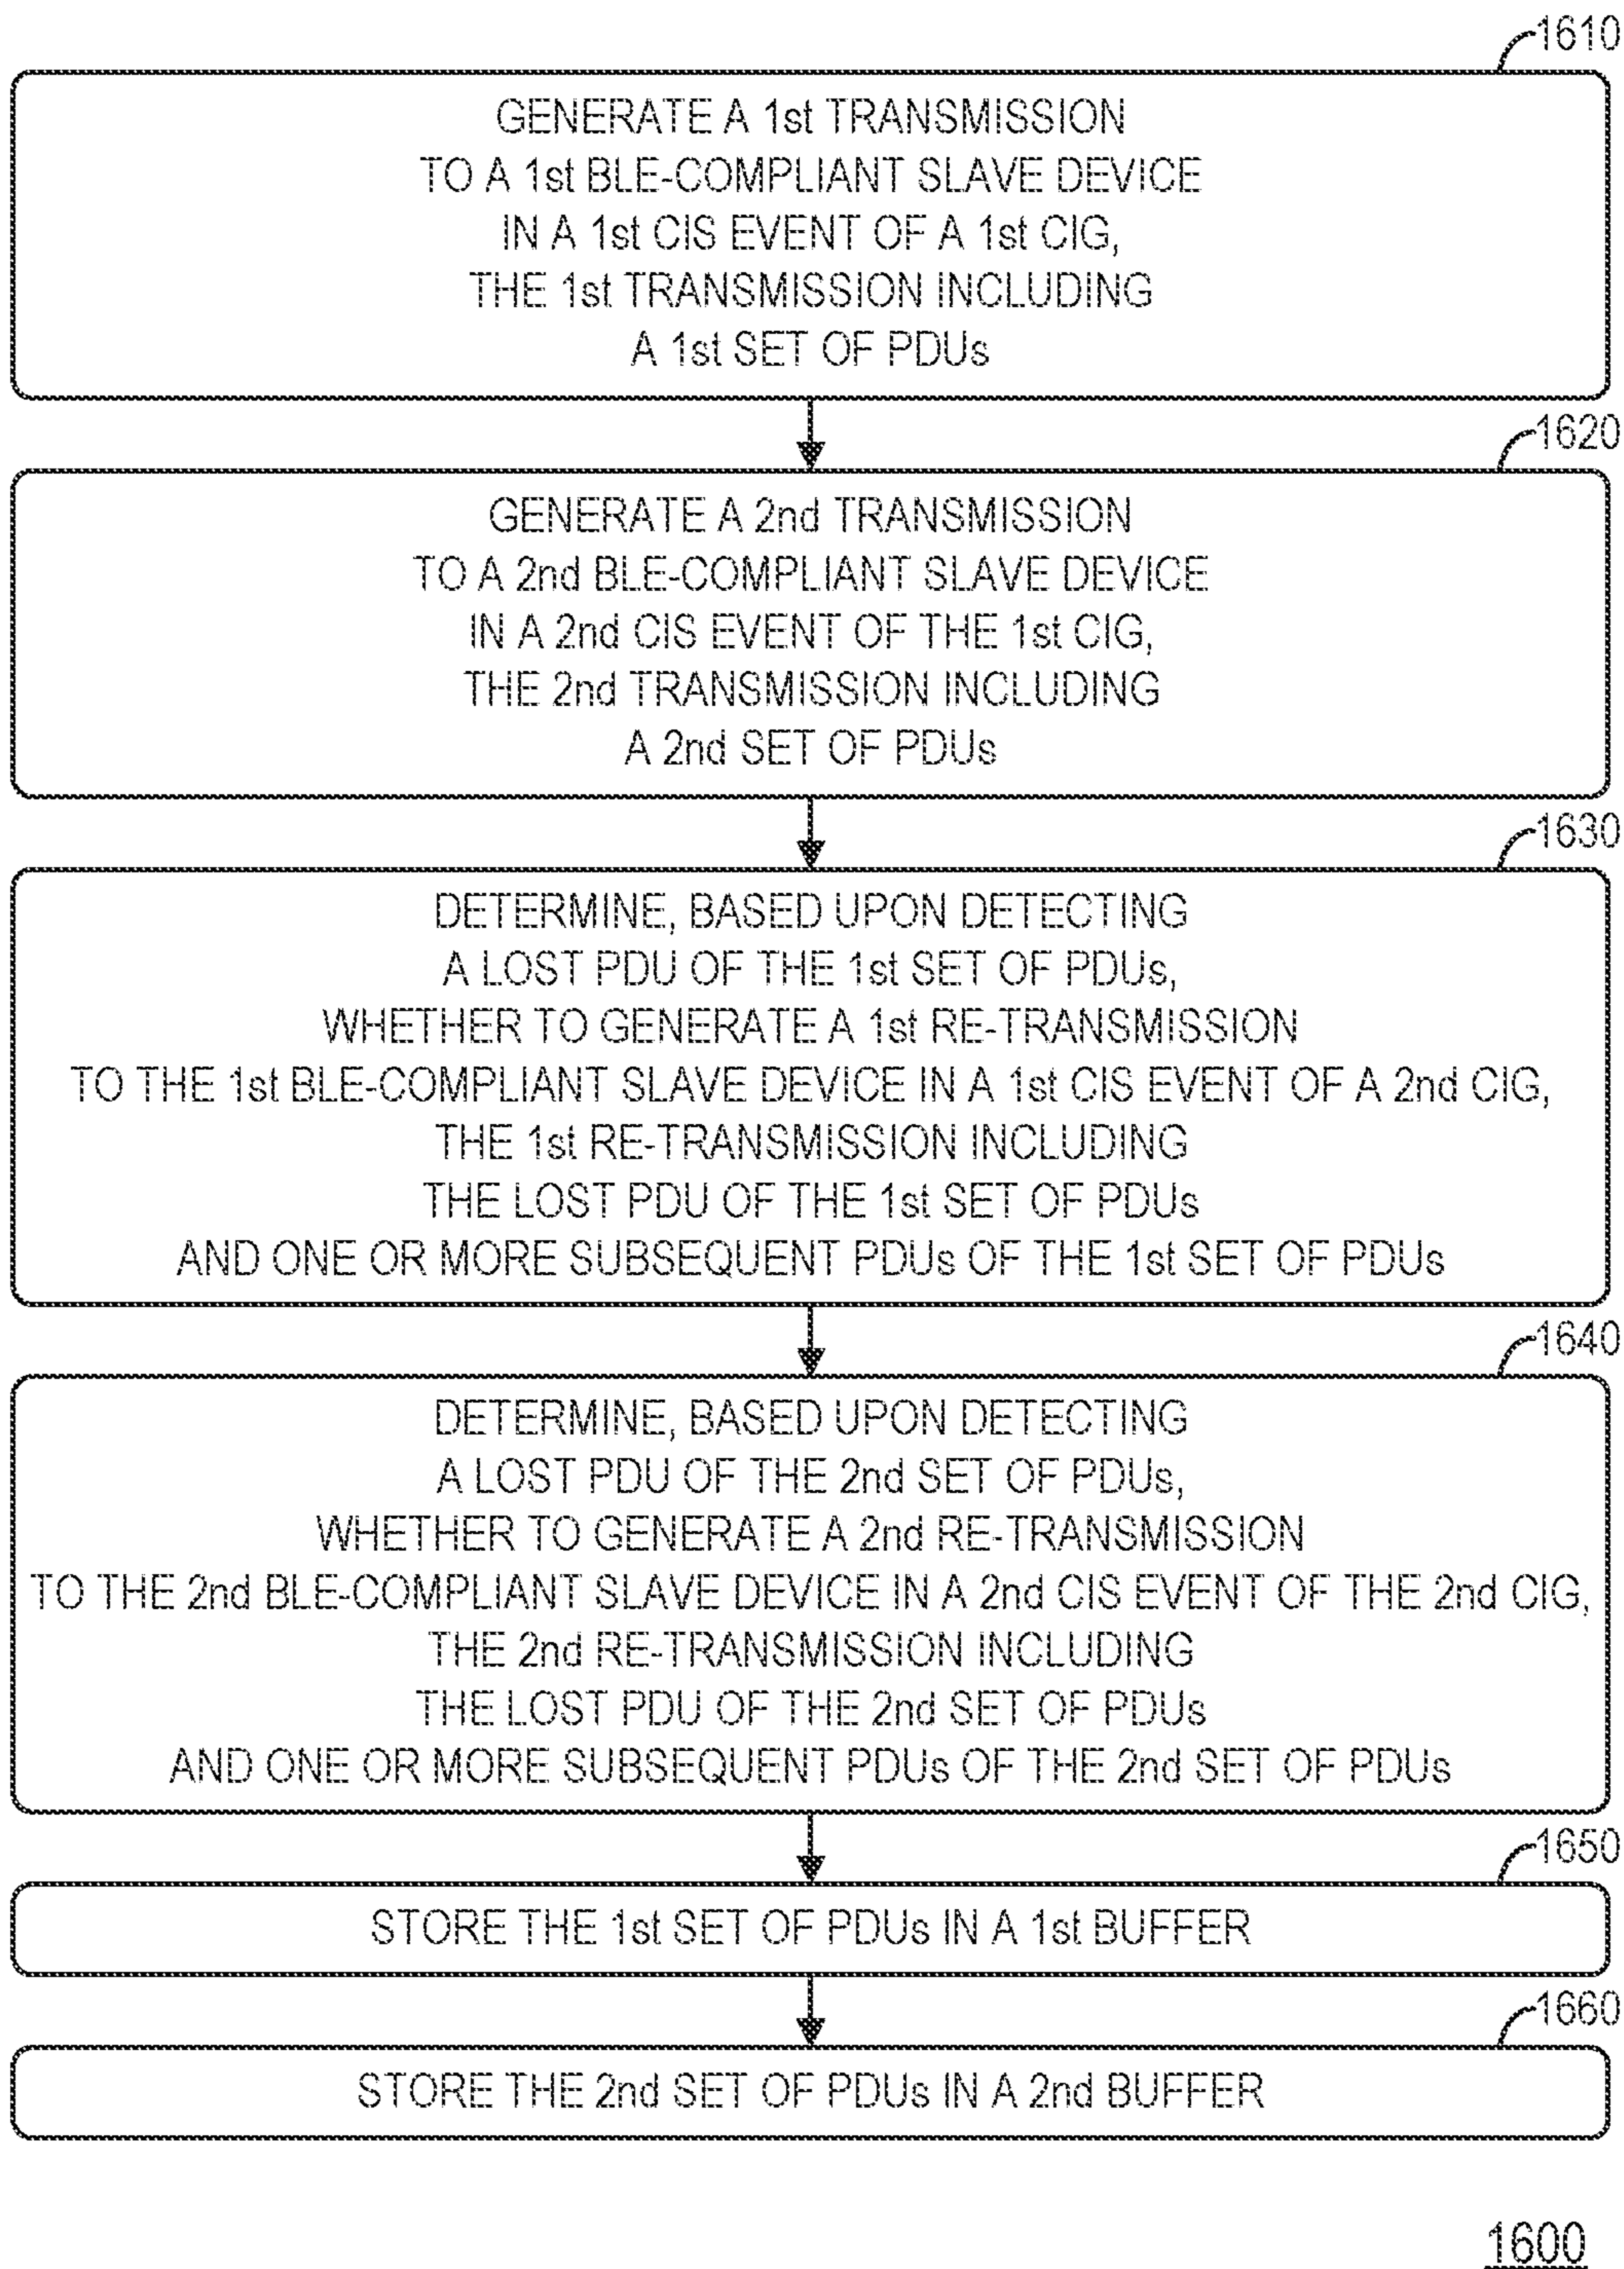 1610
GENERATE A 1st TRANSMISSION
TO A 1st BLE-COMPLIANT SLAVE DEVICE
IN A 1st CIS EVENT OF A 1st CIG,
THE 1st TRANSMISSION INCLUDING
A 1st SET OF PDUs
1620
GENERATE A 2nd TRANSMISSION
TO A 2nd BLE-COMPLIANT SLAVE DEVICE
IN A 2nd CIS EVENT OF THE 1st CIG,
THE 2nd TRANSMISSION INCLUDING
A 2nd SET OF PDUs
1630
DETERMINE, BASED UPON DETECTING
A LOST PDU OF THE 1st SET OF PDUs,
WHETHER TO GENERATE A 1st RE-TRANSMISSION
TO THE 1st BLE-COMPLIANT SLAVE DEVICE IN A 1st CIS EVENT OF A 2nd CIG,
THE 1st RE-TRANSMISSION INCLUDING
THE LOST PDU OF THE 1st SET OF PDUs
AND ONE OR MORE SUBSEQUENT PDUs OF THE 1st SET OF PDUs
1640
DETERMINE, BASED UPON DETECTING
A LOST PDU OF THE 2nd SET OF PDUs,
WHETHER TO GENERATE A 2nd RE-TRANSMISSION
TO THE 2nd BLE-COMPLIANT SLAVE DEVICE IN A 2nd CIS EVENT OF THE 2nd CIG,
THE 2nd RE-TRANSMISSION INCLUDING
THE LOST PDU OF THE 2nd SET OF PDUs
AND ONE OR MORE SUBSEQUENT PDUs OF THE 2nd SET OF PDUs
1650
STORE THE 1st SET OF PDUs IN A 1st BUFFER
1660
STORE THE 2nd SET OF PDUs IN A 2nd BUFFER
1600